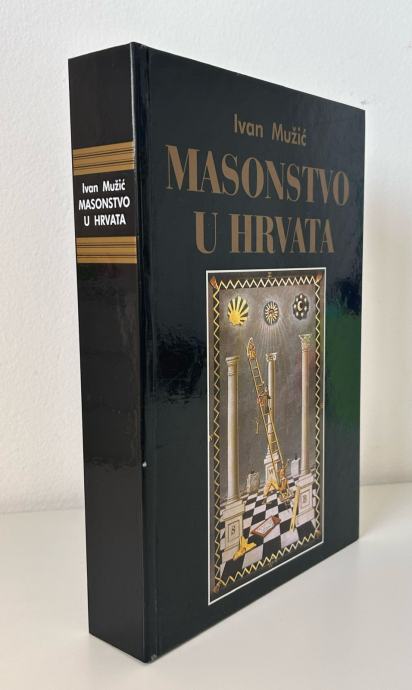 Ivan Mužić
MASONSTVO
U HRVATA
Ivan Mužić
MASONSTVO
U HRVATA